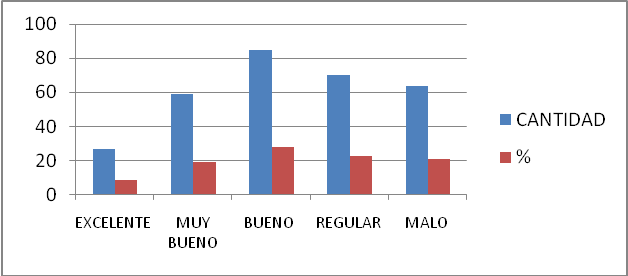 100
80
60
40
20
0
EXCELENTE
MUY
BUENO
BUENO
REGULAR
MALO
CANTIDAD
%